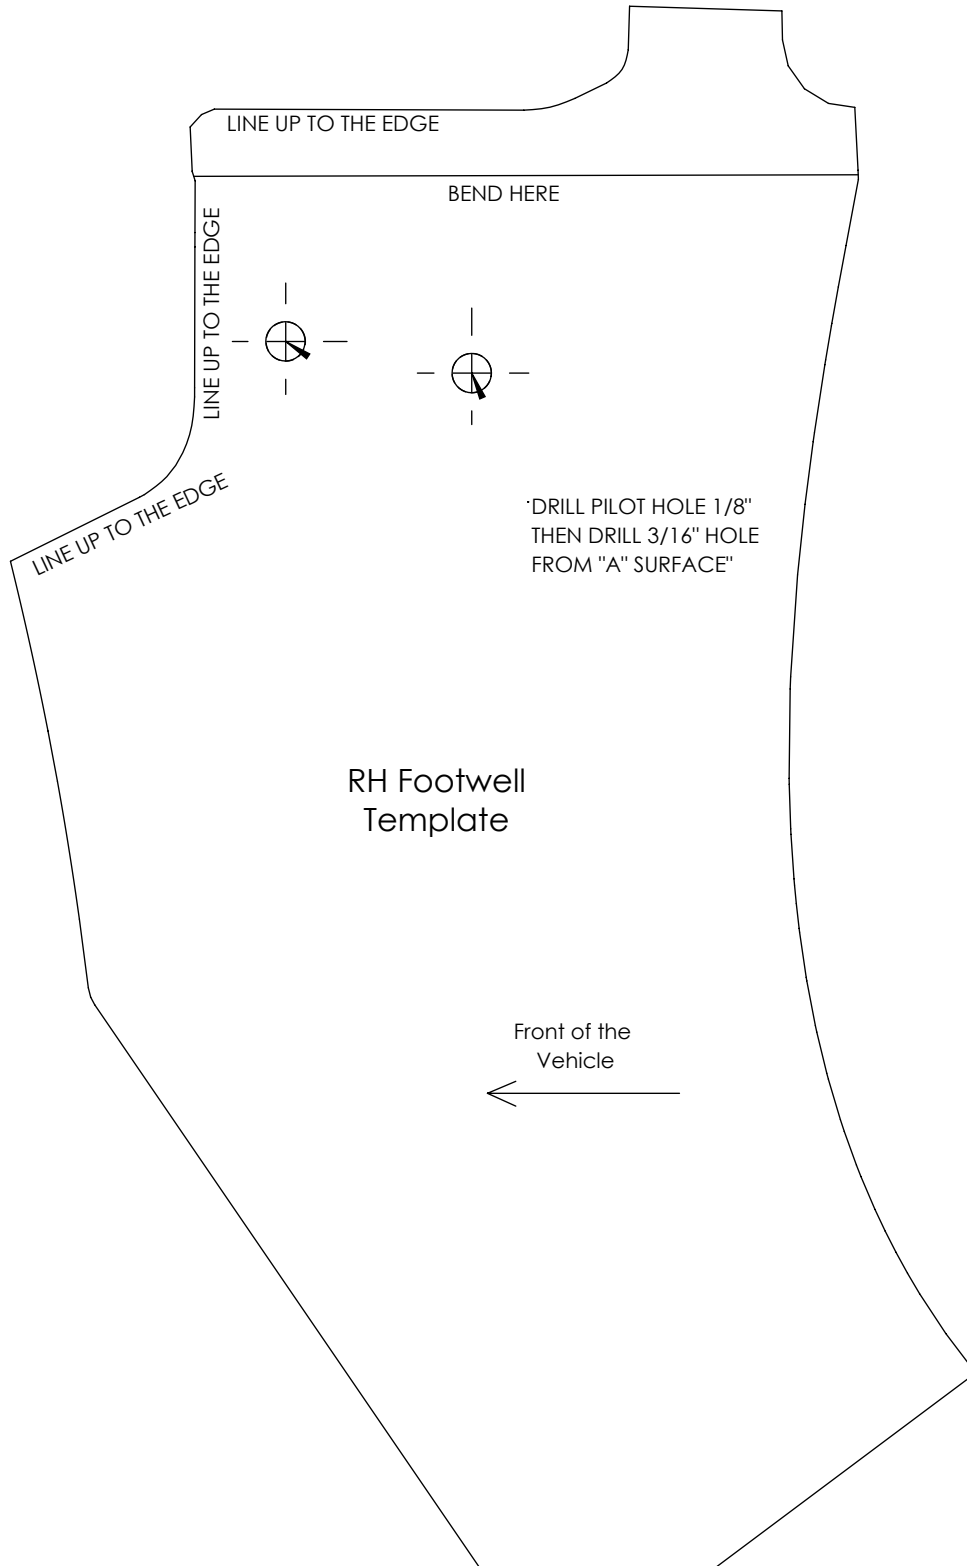 LINE UP TO THE EDGE
BEND HERE
LINE UP TO THE EDGE
LINE UP TO THE EDGE
DRILL PILOT HOLE 1/8"
THEN DRILL 3/16" HOLE
FROM "A" SURFACE"
RH Footwell
Template
Front of the
Vehicle